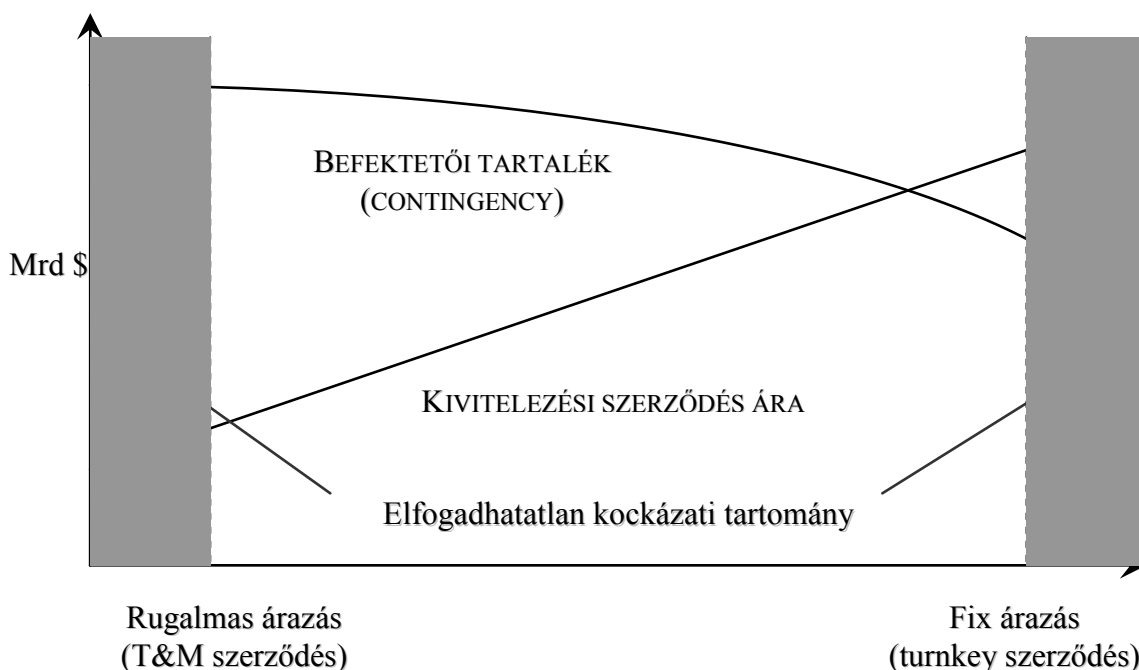 BEFEKTETŐI TARTALÉK
(CONTINGENCY)
Mrd $
KIVITELEZÉSI SZERZŐDÉS ÁRA
Elfogadhatatlan kockázati tartomány
Rugalmas árazás
(T&M szerződés)
Fix árazás
(turnkey szerződés)